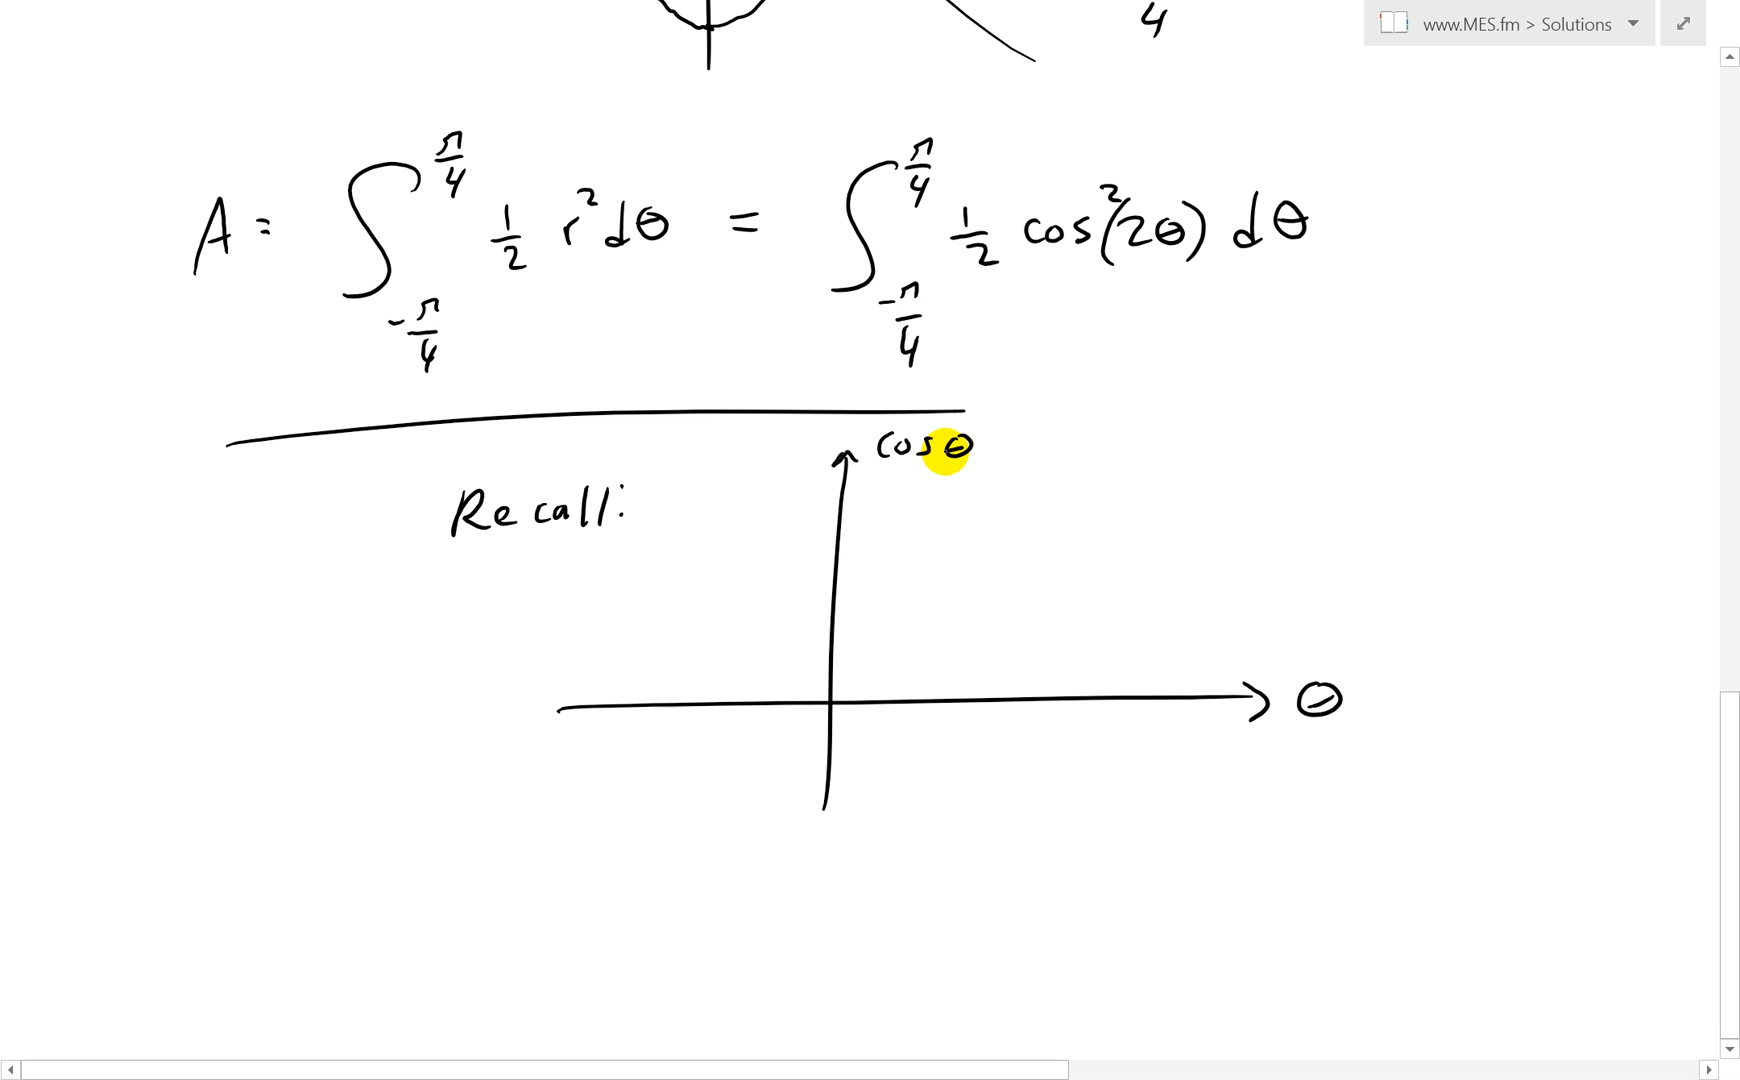 4
www.MES.fm > Solutions
A = ∫_{-π/4}^{π/4} 1/2 r² dθ = ∫_{-π/4}^{π/4} 1/2 cos²(2θ) dθ
cos θ
Recall:
θ